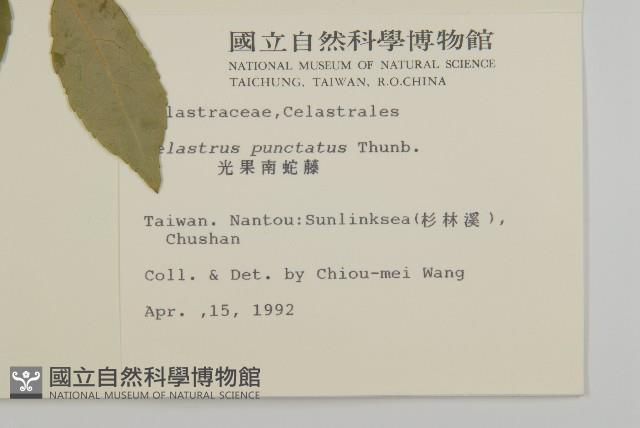 國立自然科學博物館
NATIONAL MUSEUM OF NATURAL SCIENCE
TAICHUNG, TAIWAN, R.O.CHINA
lastraceae,Celastrales
elastrus punctatus Thunb.
光果南蛇藤
Taiwan. Nantou:Sunlinksea(杉林溪),
Chushan
Coll. & Det. by Chiou-mei Wang
Apr. ,15, 1992
國立自然科學博物館
NATIONAL MUSEUM OF NATURAL SCIENCE